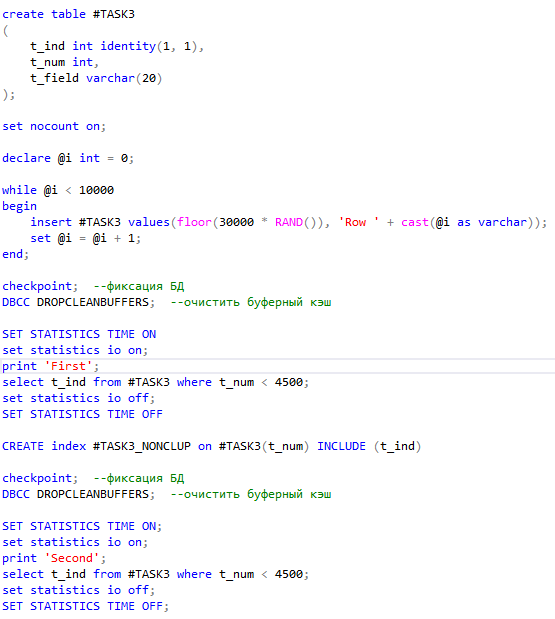 create table #TASK3
(
    t_ind int identity(1, 1),
    t_num int,
    t_field varchar(20)
);

set nocount on;

declare @i int = 0;

while @i < 10000
begin
    insert #TASK3 values(floor(30000 * RAND()), 'Row ' + cast(@i as varchar));
    set @i = @i + 1;
end;

checkpoint;  --фиксация БД
DBCC DROPCLEANBUFFERS;  --очистить буферный кэш

SET STATISTICS TIME ON
set statistics io on;
print 'First';
select t_ind from #TASK3 where t_num < 4500;
set statistics io off;
SET STATISTICS TIME OFF

CREATE index #TASK3_NONCLUP on #TASK3(t_num) INCLUDE (t_ind)

checkpoint;  --фиксация БД
DBCC DROPCLEANBUFFERS;  --очистить буферный кэш

SET STATISTICS TIME ON;
set statistics io on;
print 'Second';
select t_ind from #TASK3 where t_num < 4500;
set statistics io off;
SET STATISTICS TIME OFF;